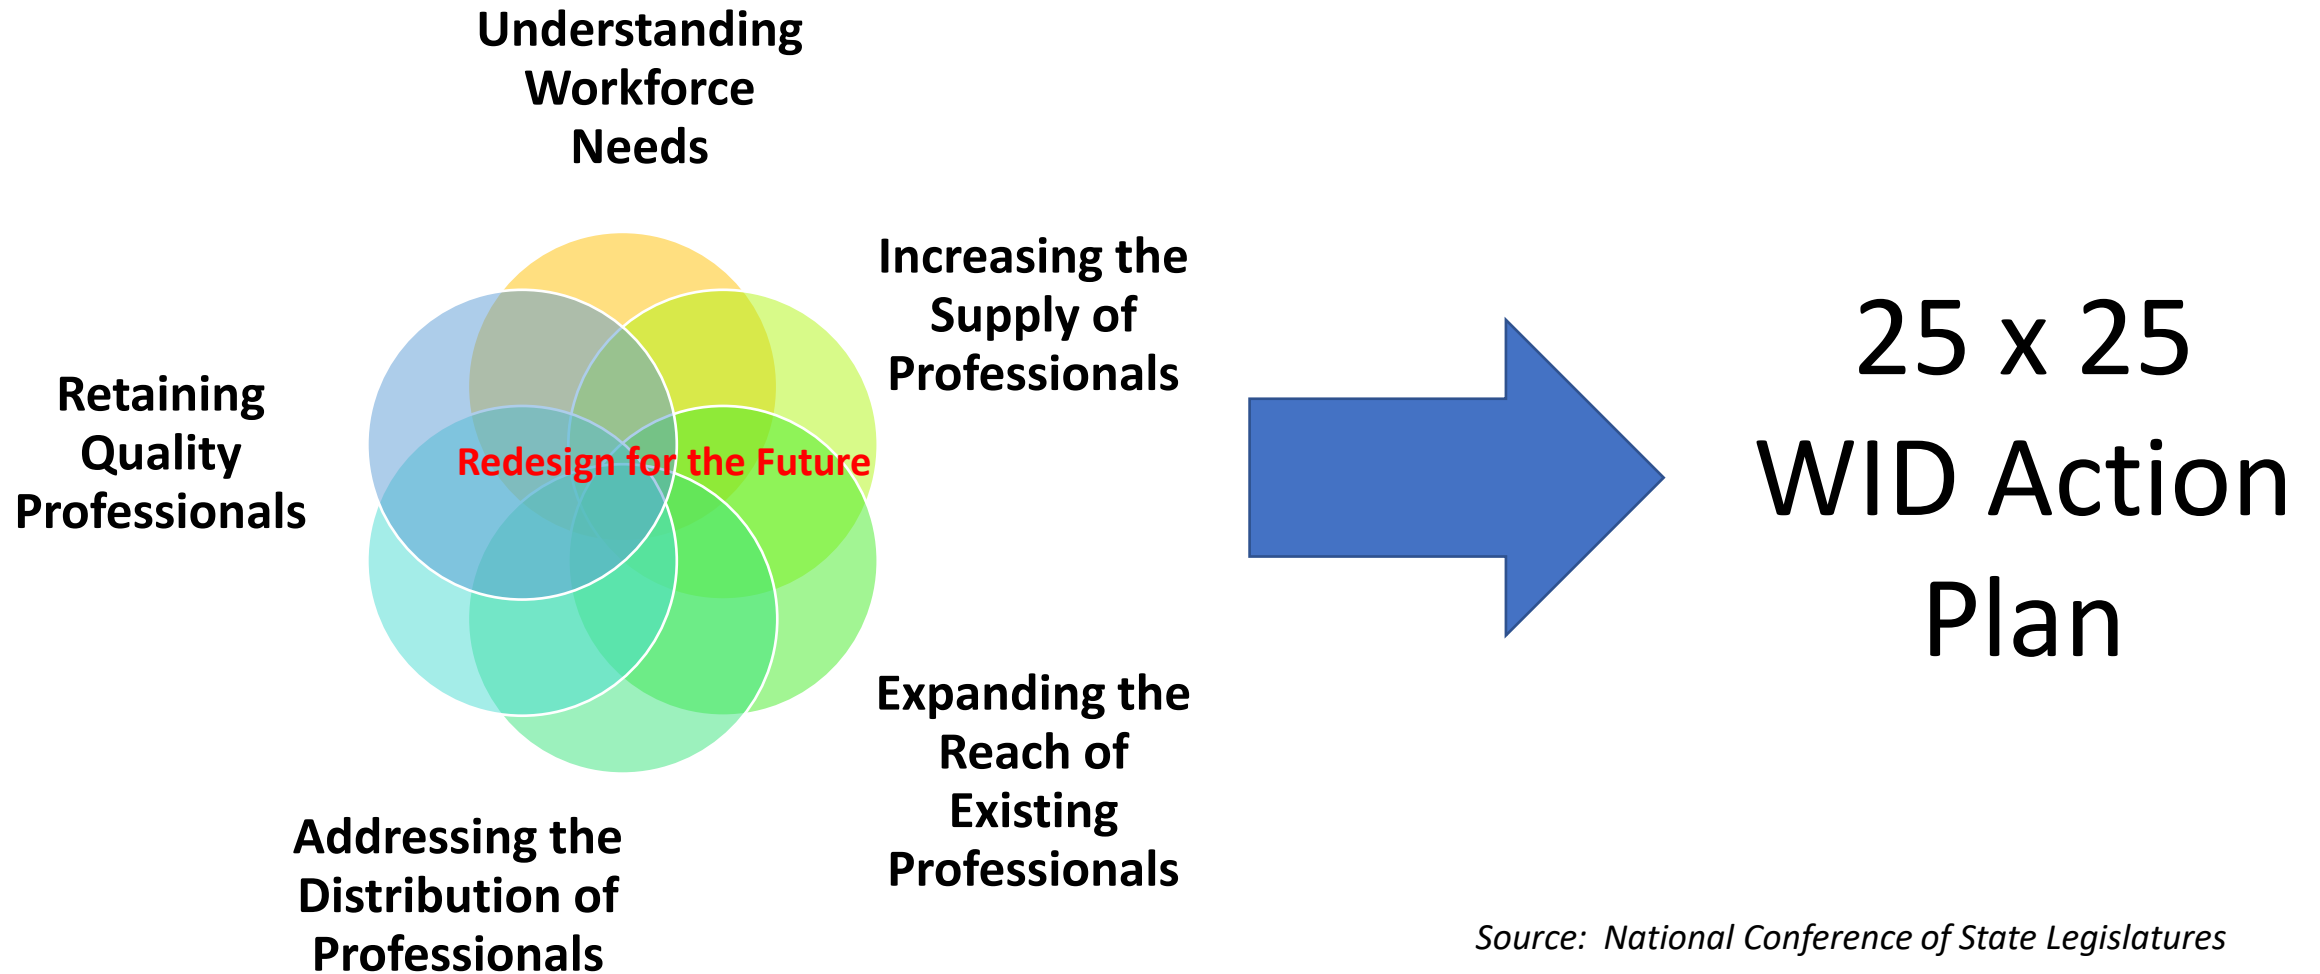 Understanding
Workforce
Needs
Increasing the
Supply of
Professionals
Retaining
Quality
Professionals
Redesign for the Future
Expanding the
Reach of
Existing
Professionals
Addressing the
Distribution of
Professionals
25 x 25
WID Action
Plan
Source:  National Conference of State Legislatures